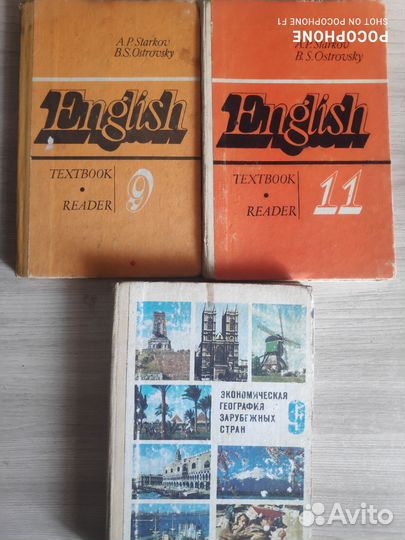 POCOPHONE
SHOT ON POCOPHONE F1
A.P.Starkov
B.S.Ostrovsky
English
TEXTBOOK
READER
9
A.P.Starkov
B.S.Ostrovsky
English
TEXTBOOK
READER
11
ЭКОНОМИЧЕСКАЯ
ГЕОГРАФИЯ
ЗАРУБЕЖНЫХ
СТРАН
9
Avito